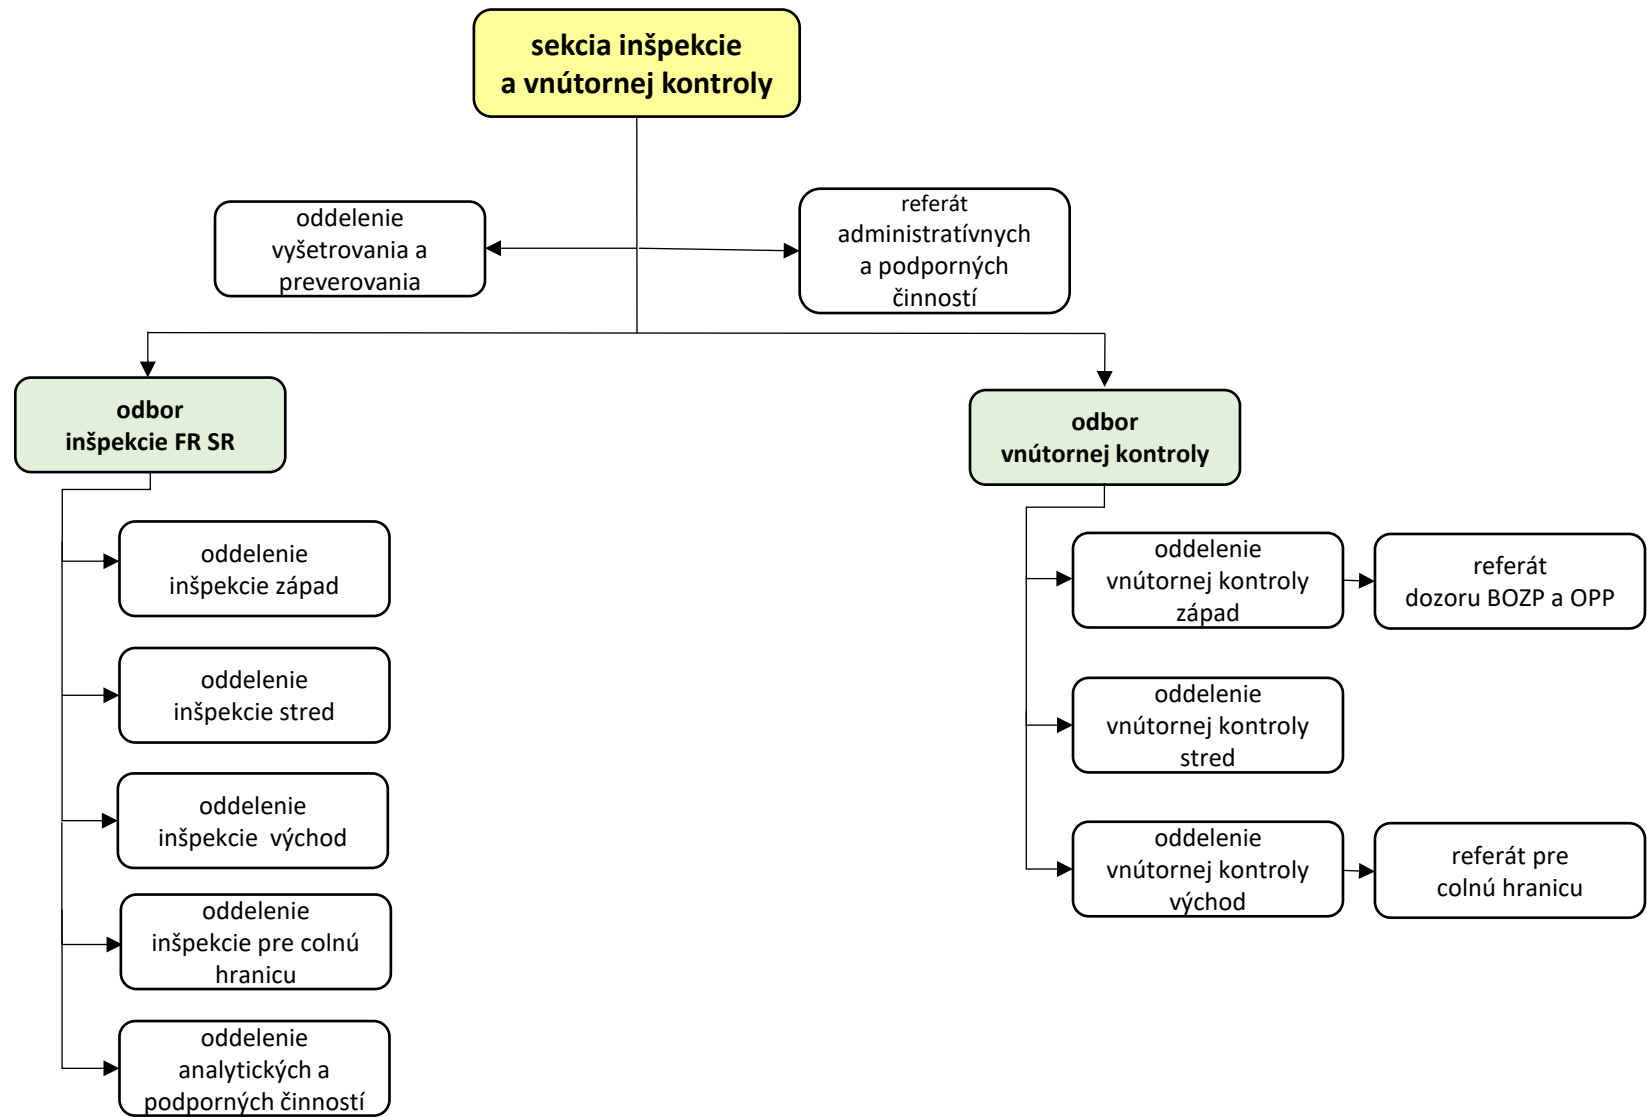 sekcia inšpekcie
a vnútornej kontroly
oddelenie
vyšetrovania a
preverovania
referát
administratívnych
a podporných
činností
odbor
inšpekcie FR SR
odbor
vnútornej kontroly
oddelenie
inšpekcie západ
oddelenie
inšpekcie stred
oddelenie
inšpekcie  východ
oddelenie
inšpekcie pre colnú
hranicu
oddelenie
analytických a
podporných činností
oddelenie
vnútornej kontroly
západ
referát
dozoru BOZP a OPP
oddelenie
vnútornej kontroly
stred
oddelenie
vnútornej kontroly
východ
referát pre
colnú hranicu